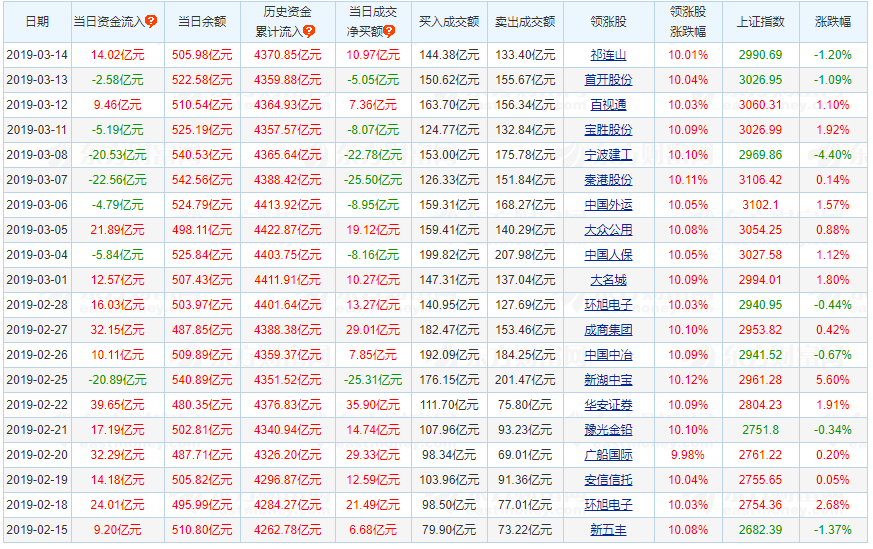 日期 当日资金流入? 当日余额 历史资金累计流入? 当日成交净买额? 买入成交额 卖出成交额 领涨股 领涨股涨跌幅 上证指数 涨跌幅
2019-03-14 14.02亿元 505.98亿元 4370.85亿元 10.97亿元 144.38亿元 133.40亿元 祁连山 10.01% 2990.69 -1.20%
2019-03-13 -2.58亿元 522.58亿元 4359.88亿元 -5.05亿元 150.62亿元 155.67亿元 首开股份 10.04% 3026.95 -1.09%
2019-03-12 9.46亿元 510.54亿元 4364.93亿元 7.36亿元 163.70亿元 156.34亿元 百视通 10.03% 3060.31 1.10%
2019-03-11 -5.19亿元 525.19亿元 4357.57亿元 -8.07亿元 124.77亿元 132.84亿元 宝胜股份 10.09% 3026.99 1.92%
2019-03-08 -20.53亿元 540.53亿元 4365.64亿元 -22.78亿元 153.00亿元 175.78亿元 宁波建工 10.10% 2969.86 -4.40%
2019-03-07 -22.56亿元 542.56亿元 4388.42亿元 -25.50亿元 126.33亿元 151.84亿元 秦港股份 10.11% 3106.42 0.14%
2019-03-06 -4.79亿元 524.79亿元 4413.92亿元 -8.95亿元 159.31亿元 168.27亿元 中国外运 10.05% 3102.1 1.57%
2019-03-05 21.89亿元 498.11亿元 4422.87亿元 19.12亿元 159.41亿元 140.29亿元 大众公用 10.08% 3054.25 0.88%
2019-03-04 -5.84亿元 525.84亿元 4403.75亿元 -8.16亿元 199.82亿元 207.98亿元 中国人保 10.05% 3027.58 1.12%
2019-03-01 12.57亿元 507.43亿元 4411.91亿元 10.27亿元 147.31亿元 137.04亿元 大名城 10.09% 2994.01 1.80%
2019-02-28 16.03亿元 503.97亿元 4401.64亿元 13.27亿元 140.95亿元 127.69亿元 环旭电子 10.03% 2940.95 -0.44%
2019-02-27 32.15亿元 487.85亿元 4388.38亿元 29.01亿元 182.47亿元 153.46亿元 成商集团 10.10% 2953.82 0.42%
2019-02-26 10.11亿元 509.89亿元 4359.37亿元 7.85亿元 192.09亿元 184.25亿元 中国中冶 10.09% 2941.52 -0.67%
2019-02-25 -20.89亿元 540.89亿元 4351.52亿元 -25.31亿元 176.15亿元 201.47亿元 新湖中宝 10.12% 2961.28 5.60%
2019-02-22 39.65亿元 480.35亿元 4376.83亿元 35.90亿元 111.70亿元 75.80亿元 华安证券 10.09% 2804.23 1.91%
2019-02-21 17.19亿元 502.81亿元 4340.94亿元 14.74亿元 107.96亿元 93.23亿元 豫光金铅 10.10% 2751.8 -0.34%
2019-02-20 32.29亿元 487.71亿元 4326.20亿元 29.33亿元 98.34亿元 69.01亿元 广船国际 9.98% 2761.22 0.20%
2019-02-19 14.18亿元 505.82亿元 4296.87亿元 12.59亿元 103.96亿元 91.36亿元 安信信托 10.04% 2755.65 0.05%
2019-02-18 24.01亿元 495.99亿元 4284.27亿元 21.49亿元 98.50亿元 77.01亿元 环旭电子 10.03% 2754.36 2.68%
2019-02-15 9.20亿元 510.80亿元 4262.78亿元 6.68亿元 79.90亿元 73.22亿元 新五丰 10.08% 2682.39 -1.37%